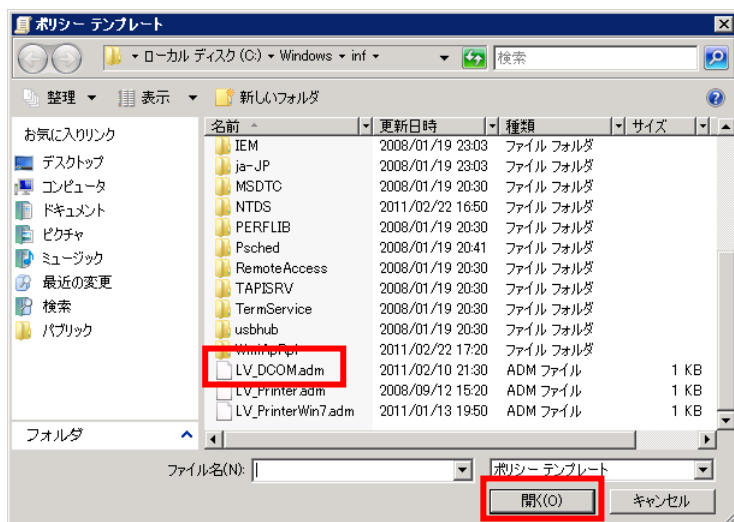 ポリシー テンプレート
ローカル ディスク (C:) Windows inf
検索
整理 表示 新しいフォルダ
お気に入りリンク
デスクトップ
コンピュータ
ドキュメント
ピクチャ
ミュージック
最近の変更
検索
パブリック
フォルダ
名前 更新日時 種類 サイズ
IEM 2008/01/19 23:03 ファイル フォルダ
ja-JP 2008/01/19 23:03 ファイル フォルダ
MSDTC 2008/01/19 20:30 ファイル フォルダ
NTDS 2011/02/22 16:50 ファイル フォルダ
PERFLIB 2008/01/19 20:30 ファイル フォルダ
Psched 2008/01/19 20:41 ファイル フォルダ
RemoteAccess 2008/01/19 20:30 ファイル フォルダ
TAPISRV 2008/01/19 20:30 ファイル フォルダ
TermService 2008/01/19 20:30 ファイル フォルダ
usbhub 2008/01/19 20:30 ファイル フォルダ
WmiApRpl 2011/02/22 17:20 ファイル フォルダ
LV_DCOM.adm 2011/02/10 21:30 ADM ファイル 1 KB
LV_Printer.adm 2008/09/12 15:20 ADM ファイル 1 KB
LV_PrinterWin7.adm 2011/01/13 19:50 ADM ファイル 1 KB
ファイル名(N): ポリシー テンプレート
開く(O) キャンセル